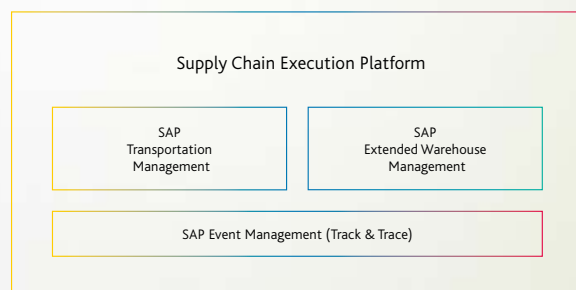 Supply Chain Execution Platform
SAP
Transportation
Management
SAP
Extended Warehouse
Management
SAP Event Management (Track & Trace)